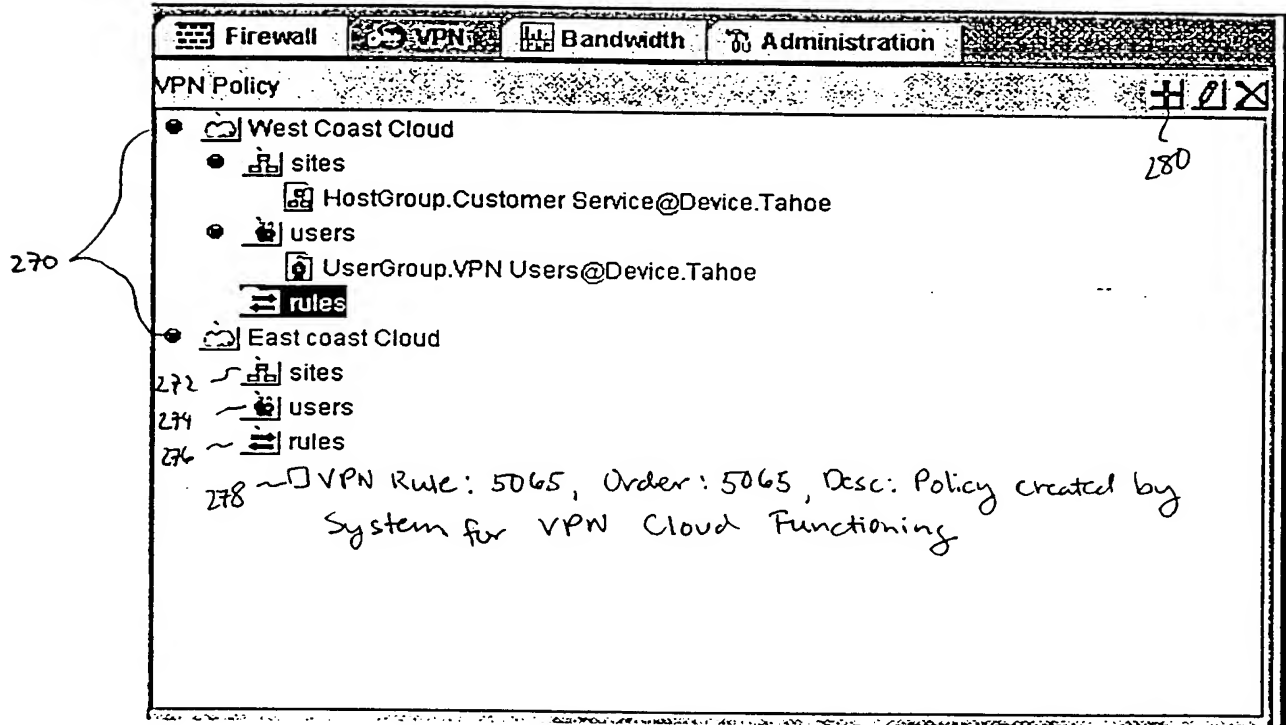 Firewall VPN Bandwidth Administration
VPN Policy
West Coast Cloud
280
sites
HostGroup.Customer Service@Device.Tahoe
users
270
UserGroup.VPN Users@Device.Tahoe
rules
East coast Cloud
272 sites
274 users
276 rules
278 VPN Rule: 5065, Order: 5065, Desc: Policy created by
System for VPN Cloud Functioning